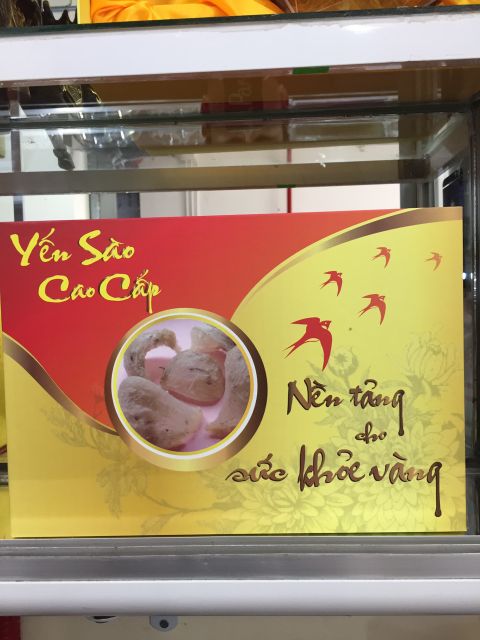 Yến Sào
Cao Cấp
Nền tảng
cho
sức khỏe vàng